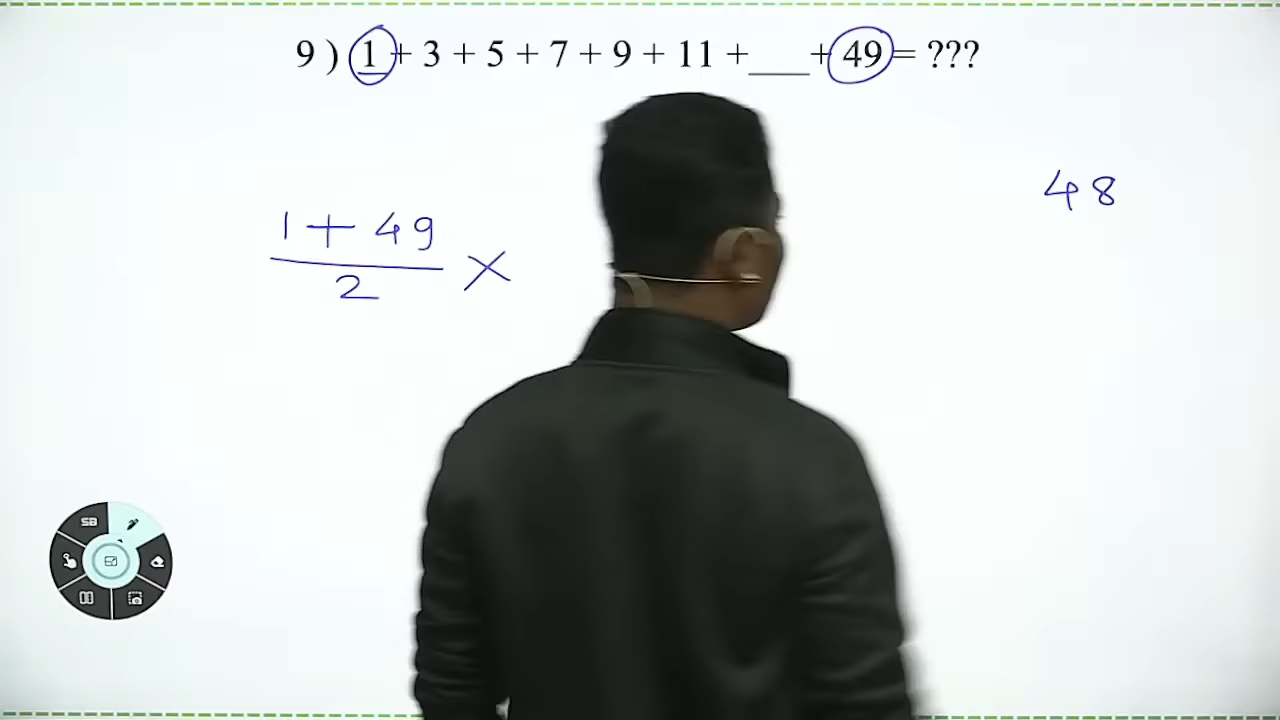 9 ) 1 + 3 + 5 + 7 + 9 + 11 +___+ 49 = ???
48
1 + 49
2 ×